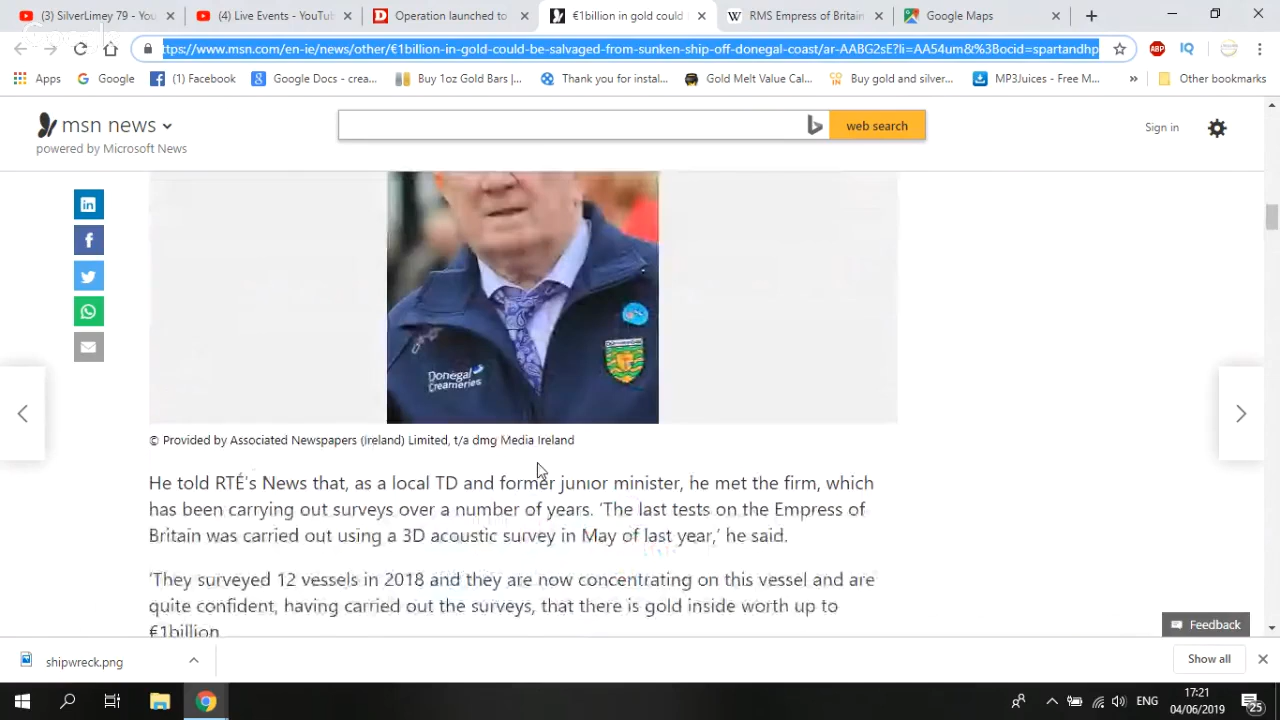 (3) SilverLimey 79 - You
(4) Live Events - YouTub
Operation launched to
€1billion in gold could
RMS Empress of Britain
Google Maps
ttps://www.msn.com/en-ie/news/other/€1billion-in-gold-could-be-salvaged-from-sunken-ship-off-donegal-coast/ar-AABG2sE?li=AA54um&%3Bocid=spartandhp
ABP
IQ
Apps
Google
(1) Facebook
Google Docs - crea...
Buy 1oz Gold Bars |...
Thank you for instal...
Gold Melt Value Cal...
Buy gold and silver...
MP3Juices - Free M...
Other bookmarks
msn news
powered by Microsoft News
web search
Sign in
Donegal
Creameries
© Provided by Associated Newspapers (Ireland) Limited, t/a dmg Media Ireland
He told RTÉ's News that, as a local TD and former junior minister, he met the firm, which
has been carrying out surveys over a number of years. 'The last tests on the Empress of
Britain was carried out using a 3D acoustic survey in May of last year,' he said.
'They surveyed 12 vessels in 2018 and they are now concentrating on this vessel and are
quite confident, having carried out the surveys, that there is gold inside worth up to
€1billion
Feedback
shipwreck.png
Show all
ENG
17:21
04/06/2019
25